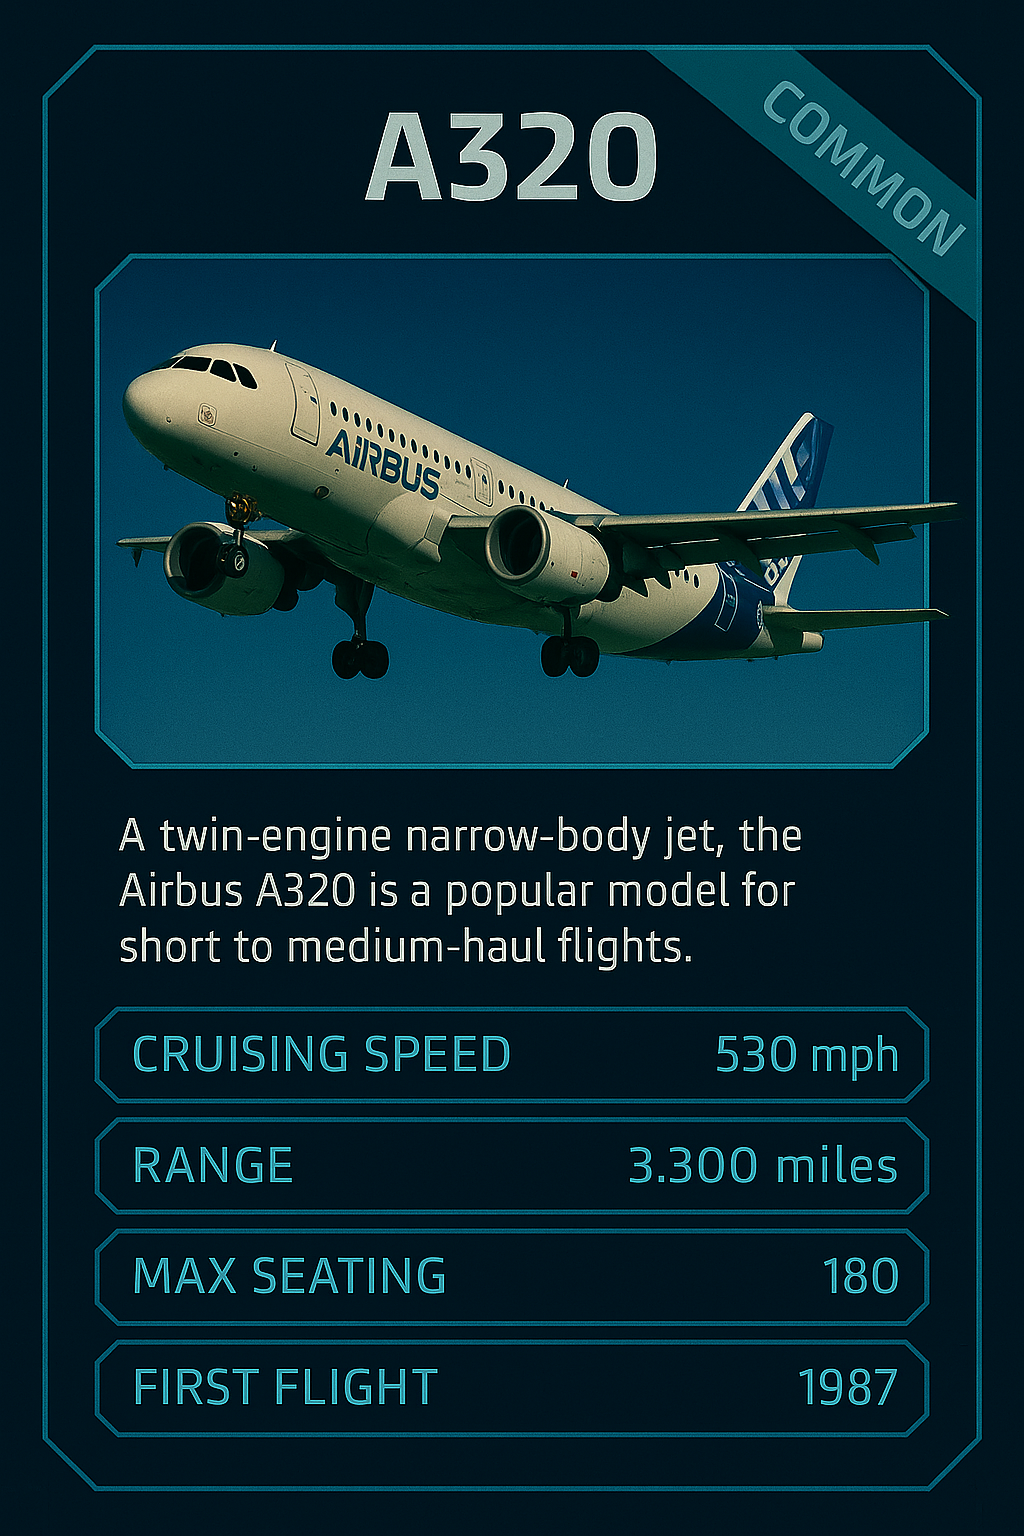 A320
COMMON
AIRBUS
A twin-engine narrow-body jet, the
Airbus A320 is a popular model for
short to medium-haul flights.
CRUISING SPEED 530 mph
RANGE 3.300 miles
MAX SEATING 180
FIRST FLIGHT 1987